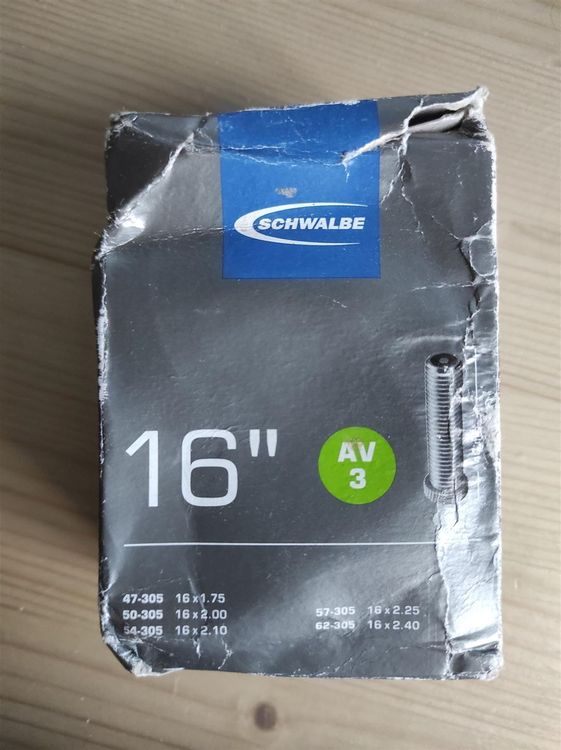 SCHWALBE
16"
AV
3
47-305 16 x 1.75
50-305 16 x 2.00
54-305 16 x 2.10
57-305 16 x 2.25
62-305 16 x 2.40